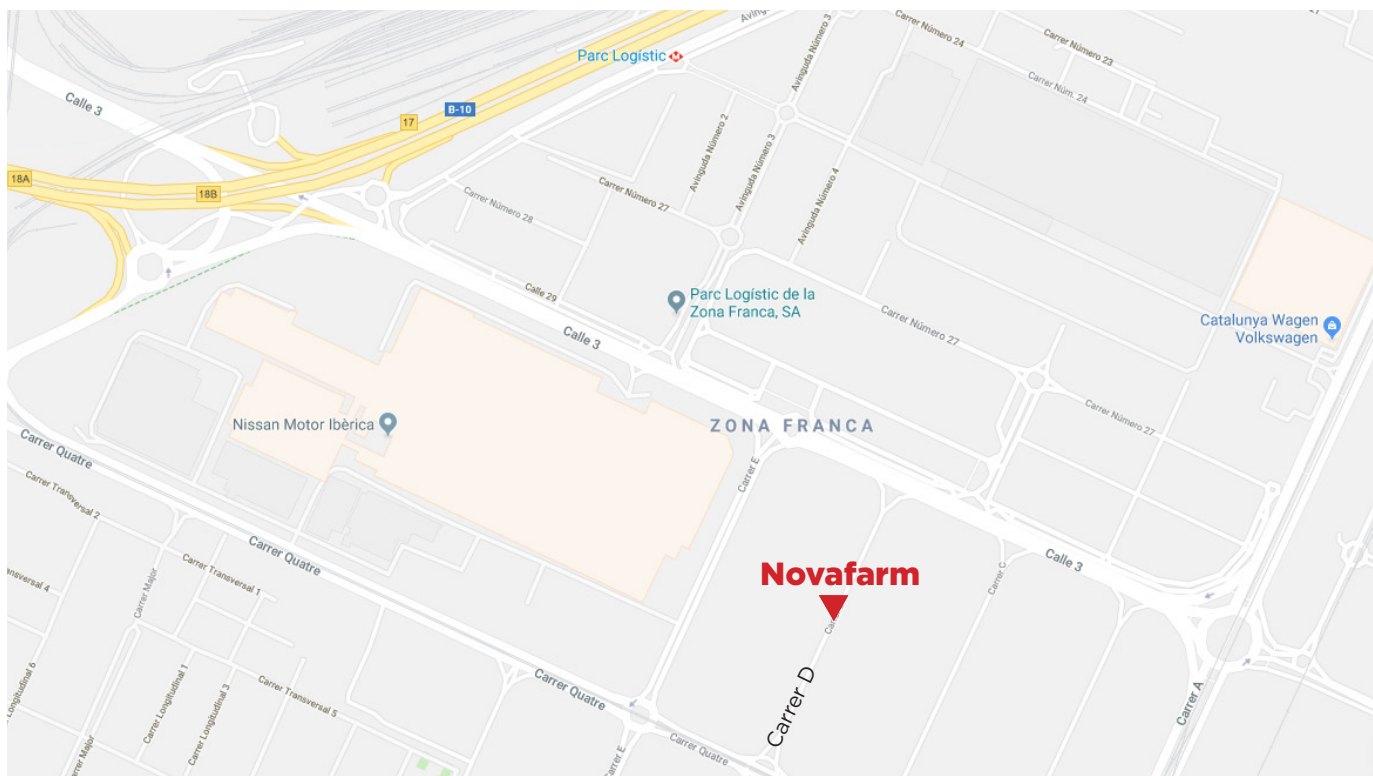 Avinguda Número 3
Carrer Número 24
Carrer Número 23
Parc Logístic
Carrer Núm. 24
Calle 3
B-10
17
Avinguda Número 2
Avinguda Número 3
Avinguda Número 4
18A
18B
Carrer Número 27
Carrer Número 28
Calle 29
Parc Logístic de la
Zona Franca, SA
Calle 3
Carrer Número 27
Catalunya Wagen
Volkswagen
Nissan Motor Ibèrica
ZONA FRANCA
Carrer Número 27
Carrer Quatre
Carrer E
Carrer Transversal 2
Carrer Quatre
Calle 3
Novafarm
Carrer C
ansversal 4
Carrer Major
Carrer Transversal 1
Carrer D
Longitudinal 6
Carrer Longitudinal 1
Carrer Longitudinal 3
Carrer Transversal 5
Carrer Quatre
Carrer A
Carrer Quatre
Carrer E
Carrer Major